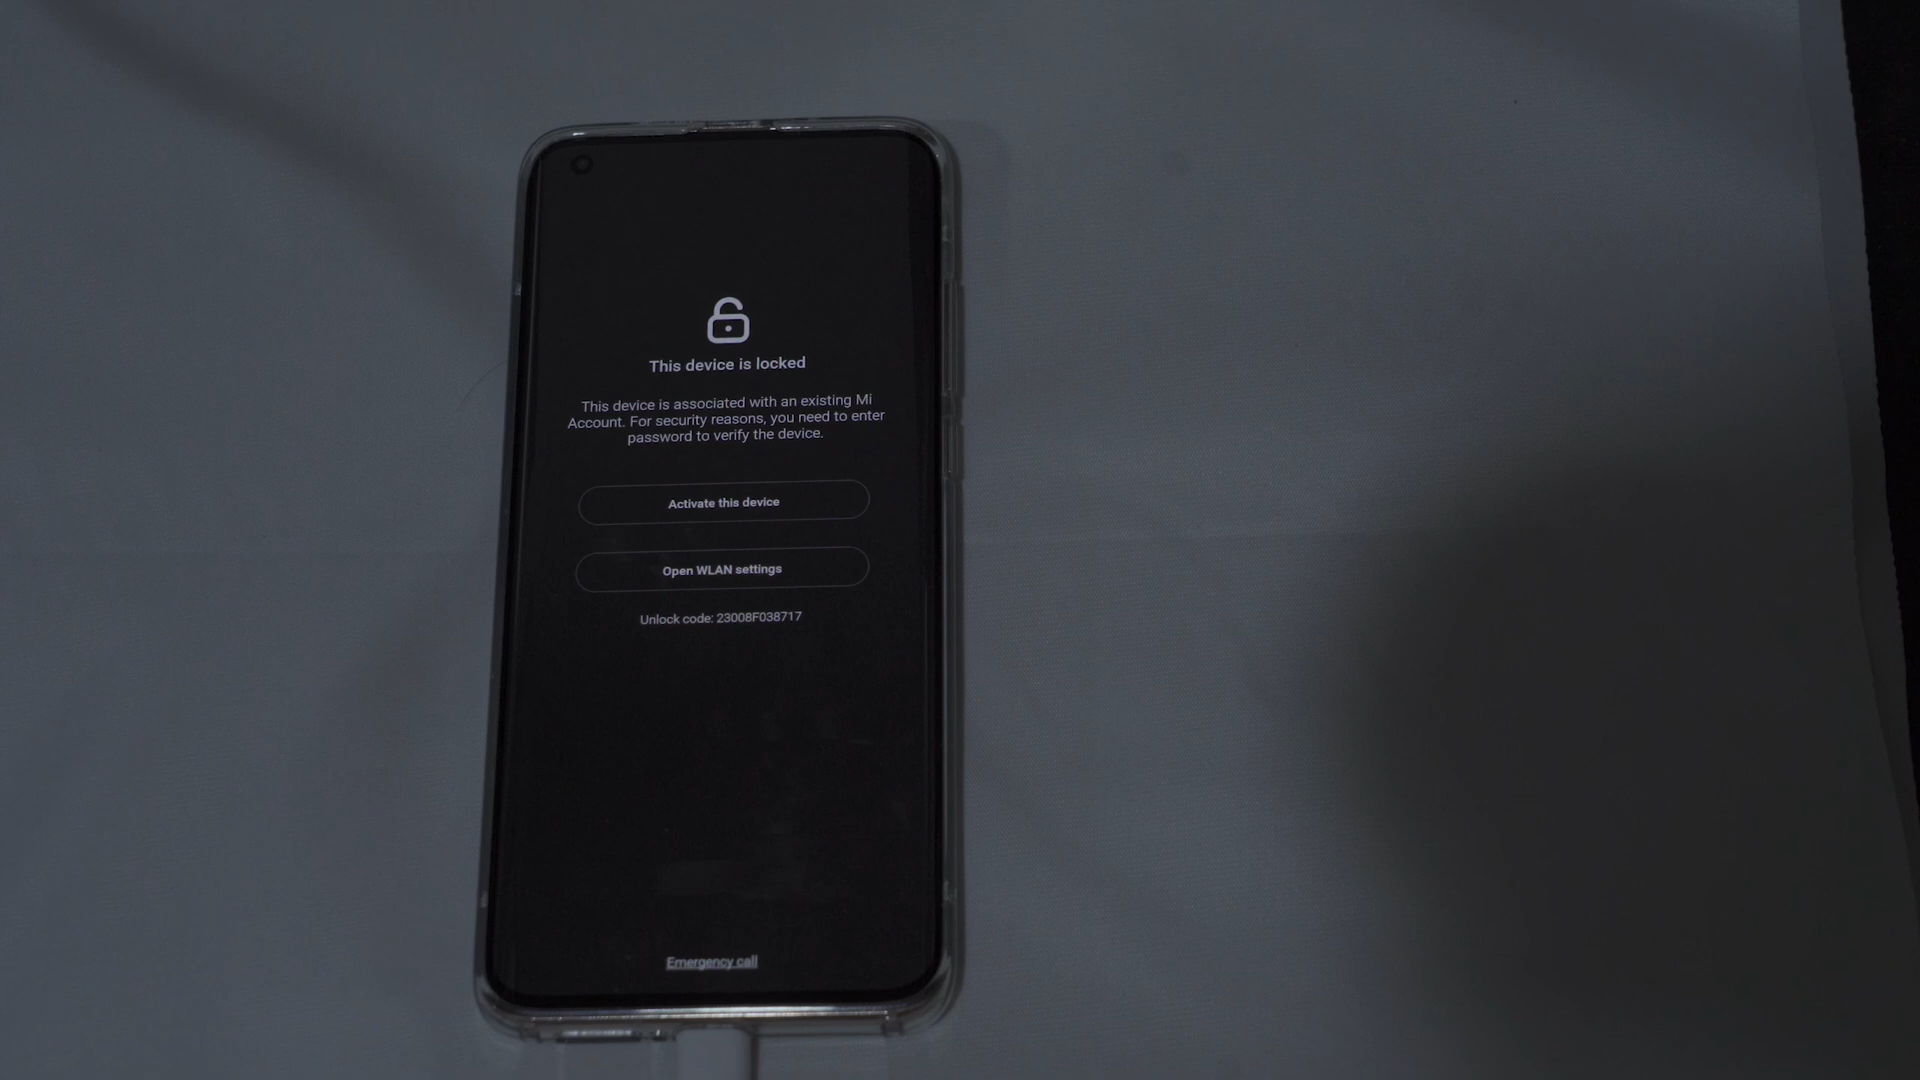 This device is locked
This device is associated with an existing Mi
Account. For security reasons, you need to enter
password to verify the device.
Activate this device
Open WLAN settings
Unlock code: 23008F038717
Emergency call